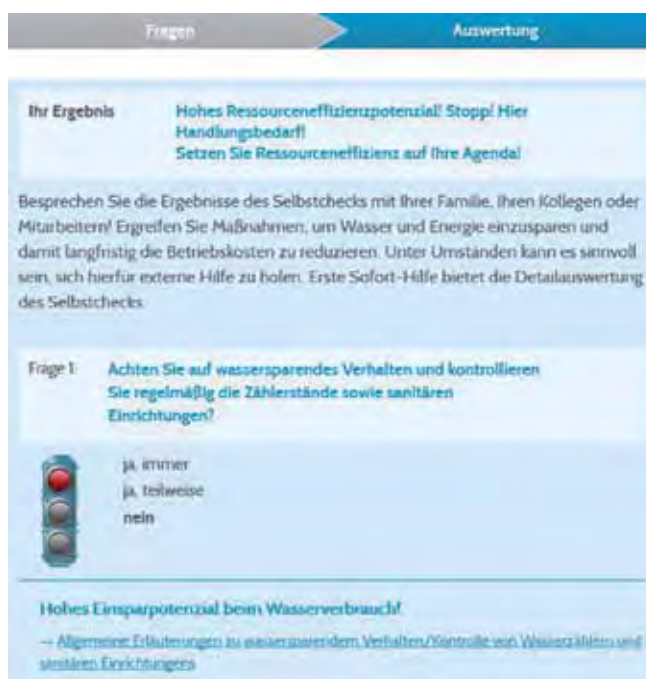 Fragen
Auswertung
Ihr Ergebnis
Hohes Ressourceneffizienzpotenzial! Stopp! Hier
Handlungsbedarf!
Setzen Sie Ressourceneffizienz auf Ihre Agenda!
Besprechen Sie die Ergebnisse des Selbstchecks mit Ihrer Familie, Ihren Kollegen oder
Mitarbeitern! Ergreifen Sie Maßnahmen, um Wasser und Energie einzusparen und
damit langfristig die Betriebskosten zu reduzieren. Unter Umständen kann es sinnvoll
sein, sich hierfür externe Hilfe zu holen. Erste Sofort-Hilfe bietet die Detailauswertung
des Selbstchecks.
Frage 1
Achten Sie auf wassersparendes Verhalten und kontrollieren
Sie regelmäßig die Zählerstände sowie sanitären
Einrichtungen?
ja, immer
ja, teilweise
nein
Hohes Einsparpotenzial beim Wasserverbrauch!
→ Allgemeine Erläuterungen zu wassersparendem Verhalten/Kontrolle von Wasserzählern und
sanitären Einrichtungens